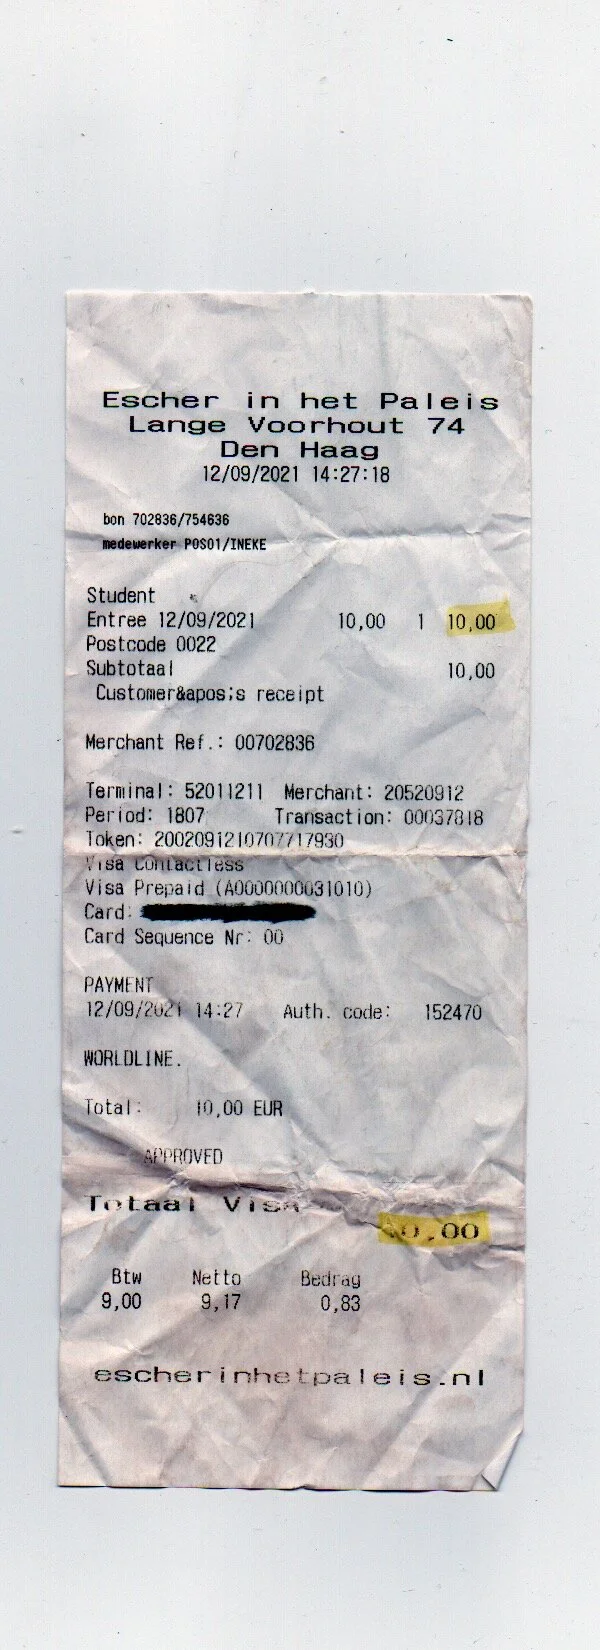 Escher in het Paleis
Lange Voorhout 74
Den Haag
12/09/2021 14:27:18
bon 702836/754636
medewerker POS01/INEKE
Student
Entree 12/09/2021 10,00 1 10,00
Postcode 0022
Subtotaal 10,00
Customer&apos;s receipt
Merchant Ref.: 00702836
Terminal: 52011211 Merchant: 20520912
Period: 1807 Transaction: 00037818
Token: 2002091210707717930
Visa Contactless
Visa Prepaid (A0000000031010)
Card:
Card Sequence Nr: 00
PAYMENT
12/09/2021 14:27 Auth. code: 152470
WORLDLINE.
Total: 10,00 EUR
APPROVED
Totaal Visa 10,00
Btw Netto Bedrag
9,00 9,17 0,83
escherinhetpaleis.nl